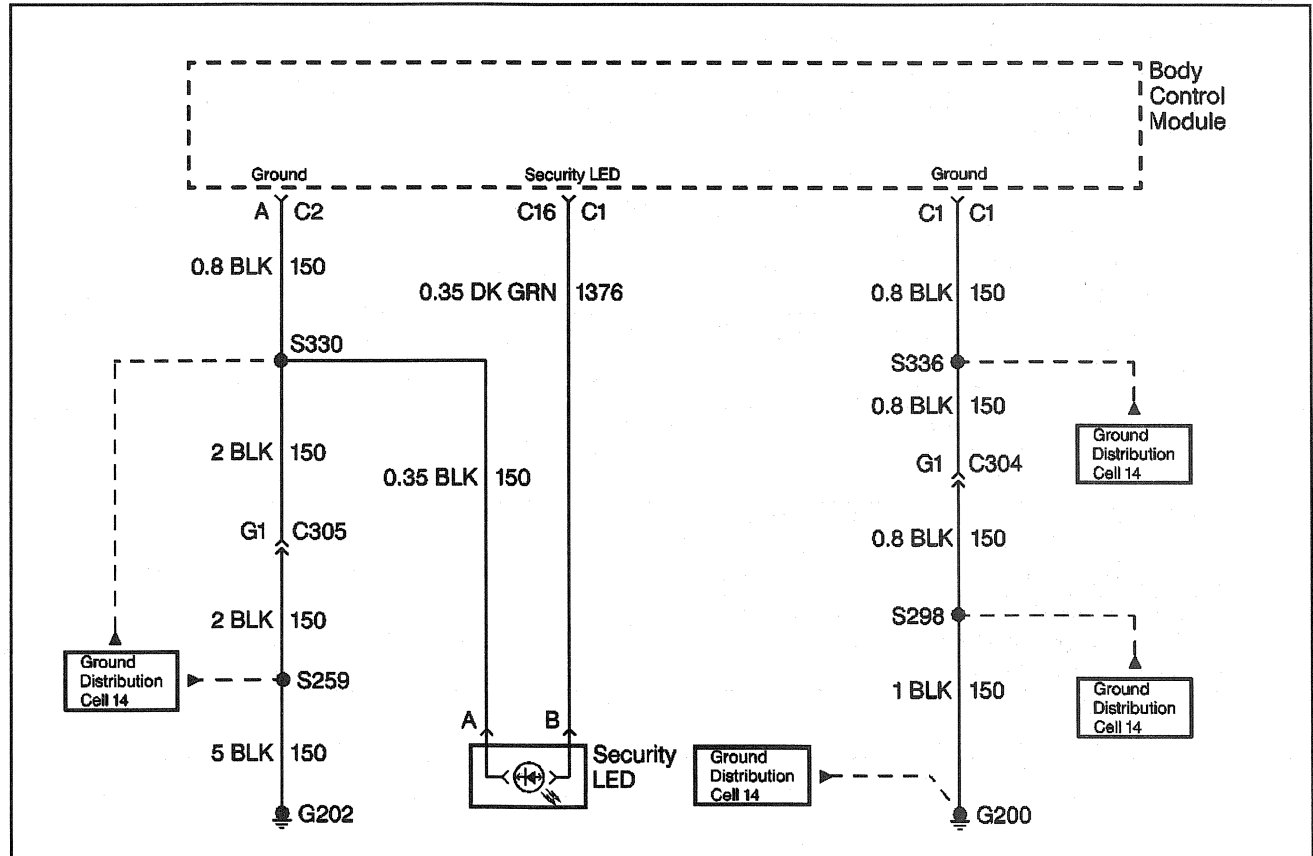 Body
Control
Module
Ground
Security LED
Ground
A C2
C16 C1
C1 C1
0.8 BLK 150
0.35 DK GRN 1376
0.8 BLK 150
S330
S336
0.8 BLK 150
Ground
Distribution
Cell 14
2 BLK 150
0.35 BLK 150
G1 C304
G1 C305
0.8 BLK 150
2 BLK 150
S298
Ground
Distribution
Cell 14
S259
1 BLK 150
Ground
Distribution
Cell 14
A B
5 BLK 150
Security
LED
Ground
Distribution
Cell 14
G202
G200